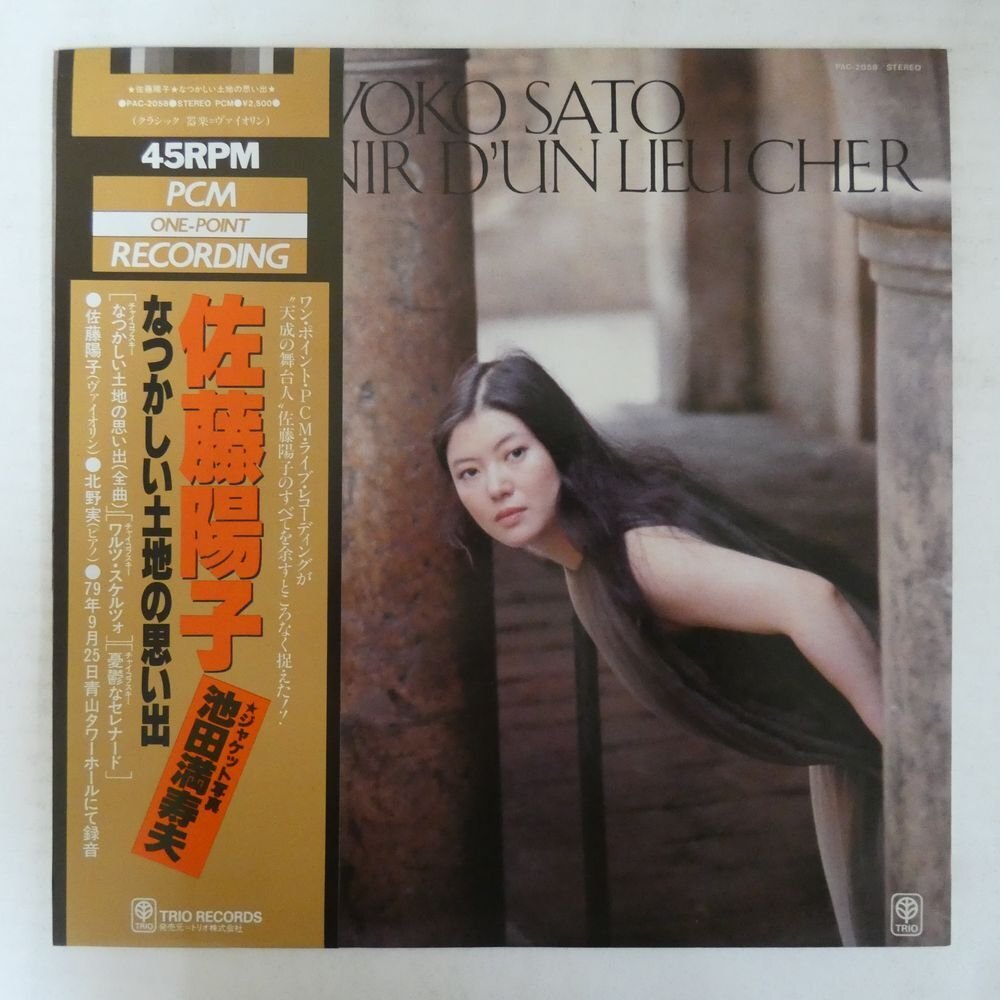 ★佐藤陽子★なつかしい土地の思い出★
●PAC-2058●STEREO PCM●¥2,500●
(クラシック 器楽=ヴァイオリン)
45RPM
PCM
ONE-POINT
RECORDING
ワン・ポイント・PCM・ライブ・レコーディングが
“天成の舞台人”佐藤陽子のすべてを余すところなく捉えた!!
佐藤陽子
なつかしい土地の思い出
チャイコフスキー
チャイコフスキー
チャイコフスキー
[なつかしい土地の思い出(全曲)][ワルツ・スケルツォ][憂鬱なセレナード]
●佐藤陽子(ヴァイオリン)●北野実(ピアノ)●79年9月25日青山タワーホールにて録音
★ジャケット写真
池田満寿夫
TRIO
TRIO RECORDS
発売元=トリオ株式会社
PAC-2058 STEREO
YOKO SATO
NIR D'UN LIEU CHER
TRIO